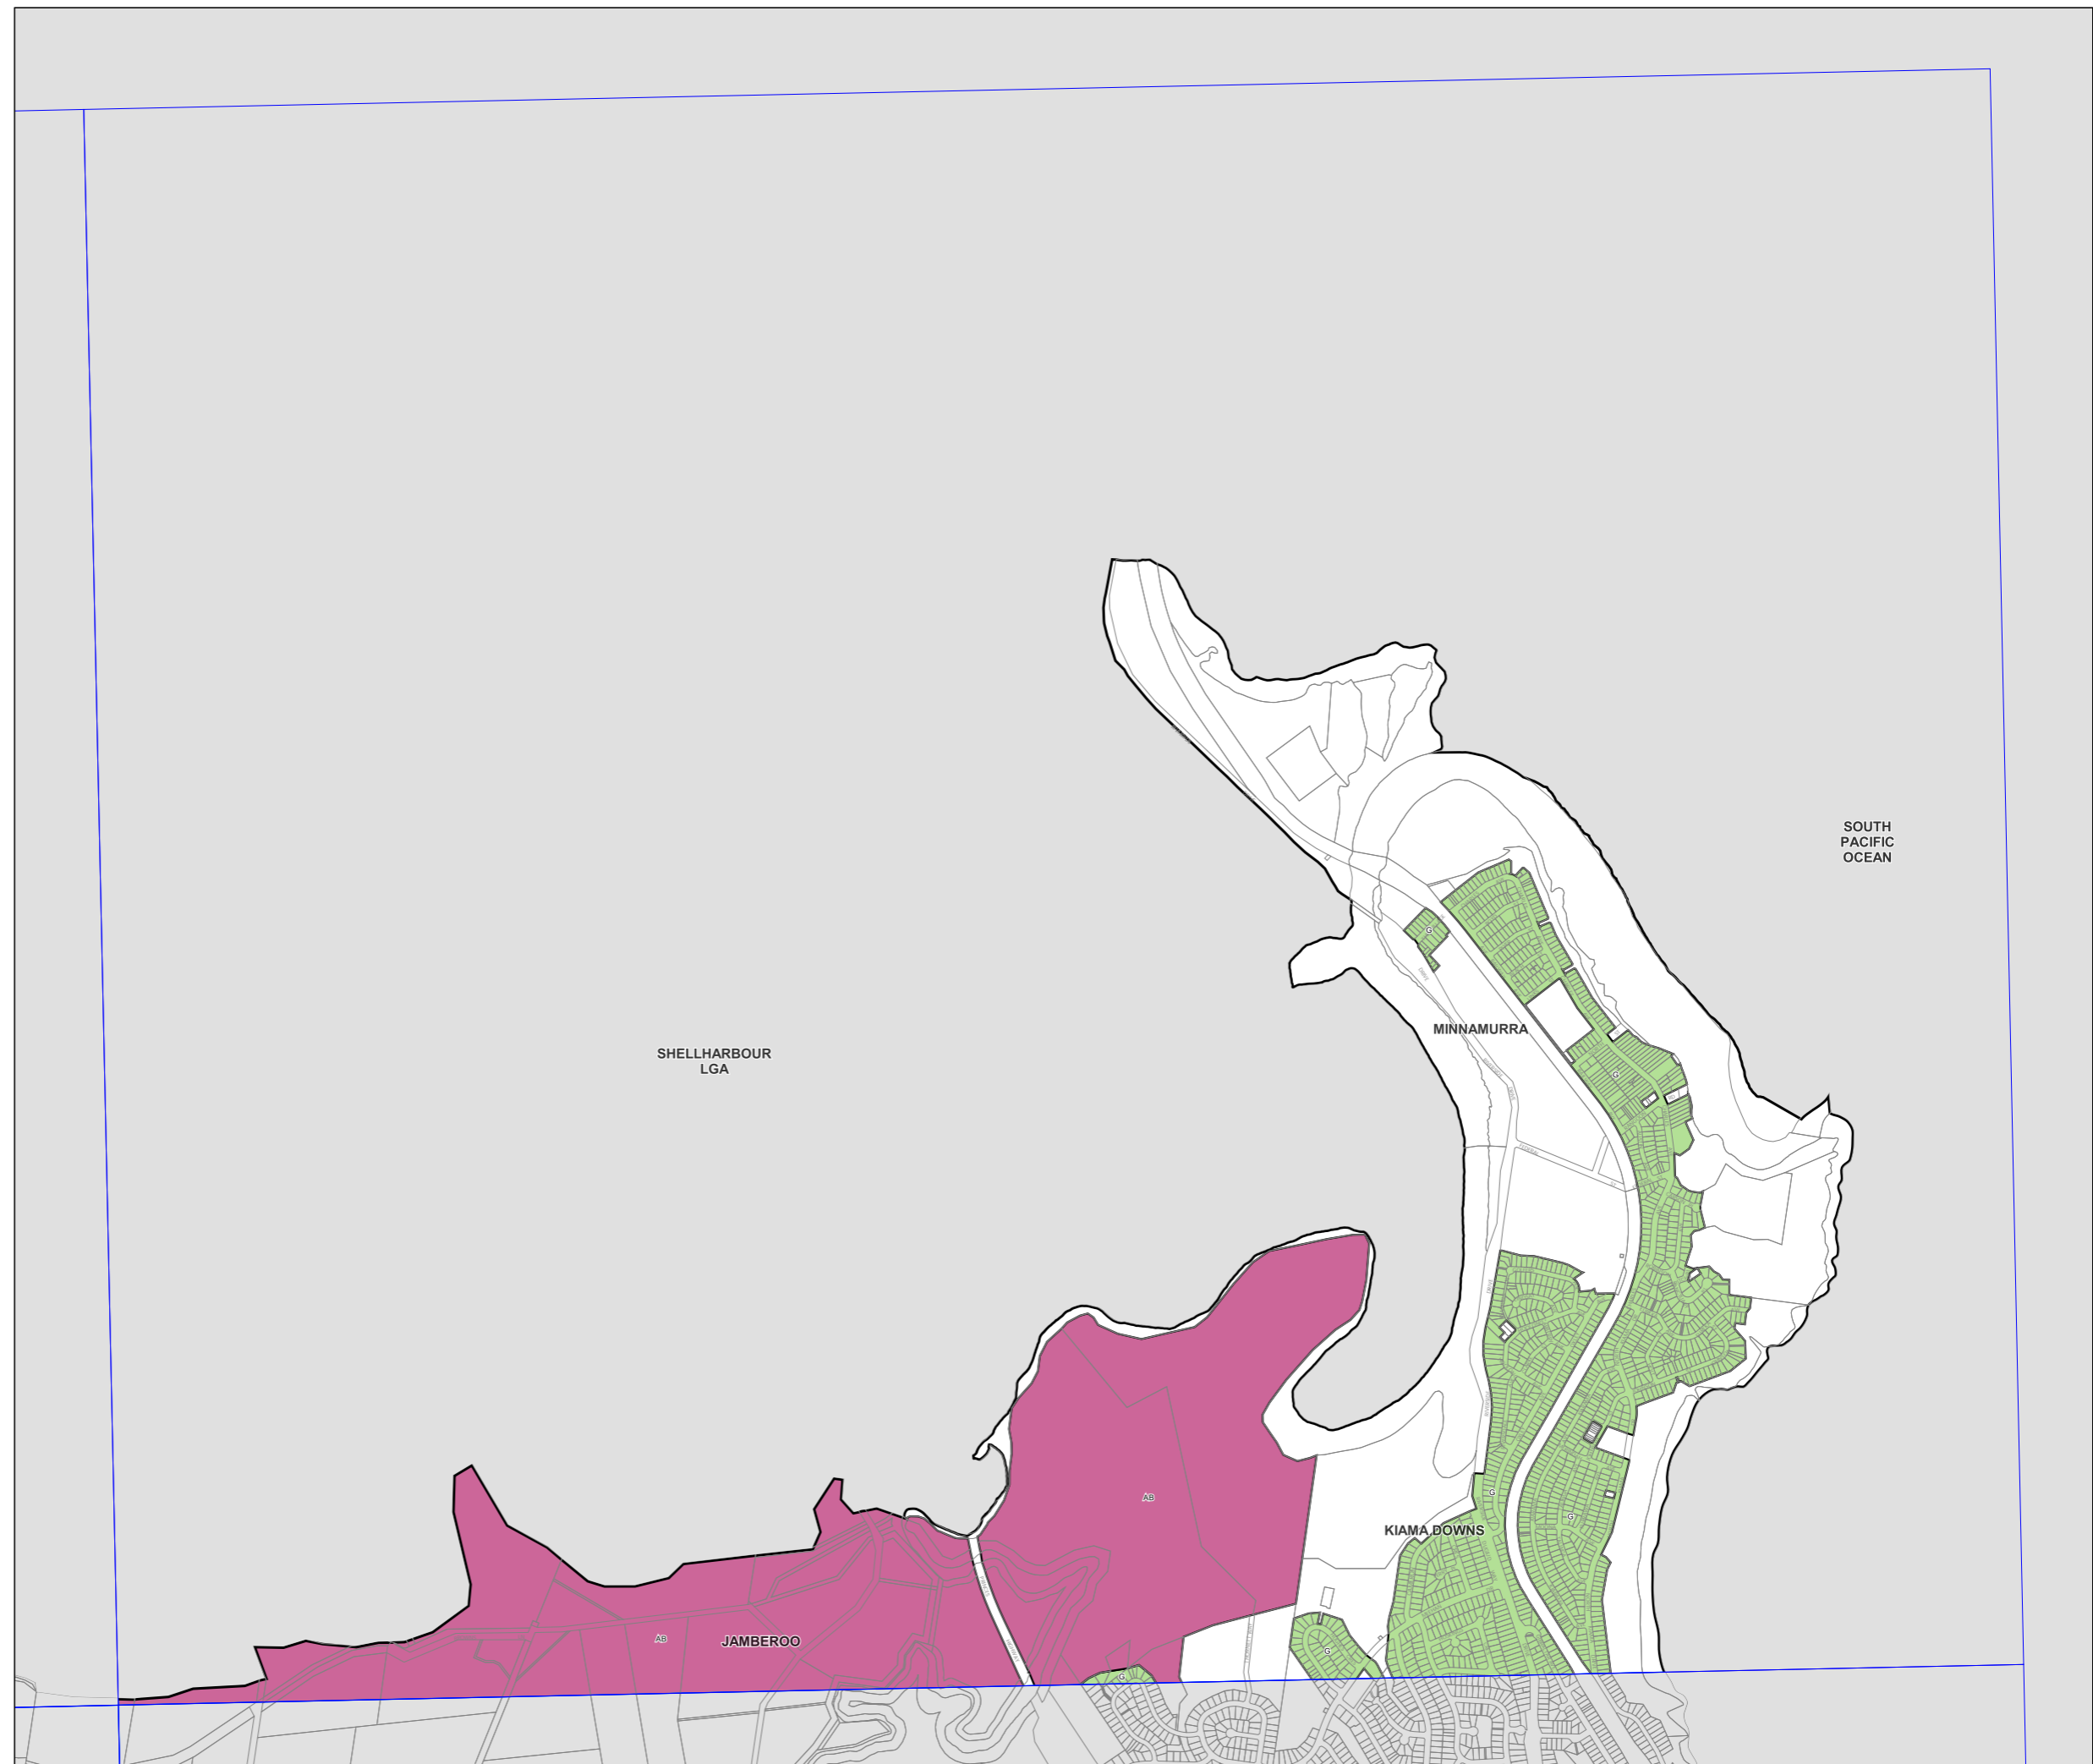 SOUTH
PACIFIC
OCEAN
G
MINNAMURRA
SHELLHARBOUR
LGA
G
G
AB
G
KIAMA DOWNS
AB
JAMBEROO
G
G